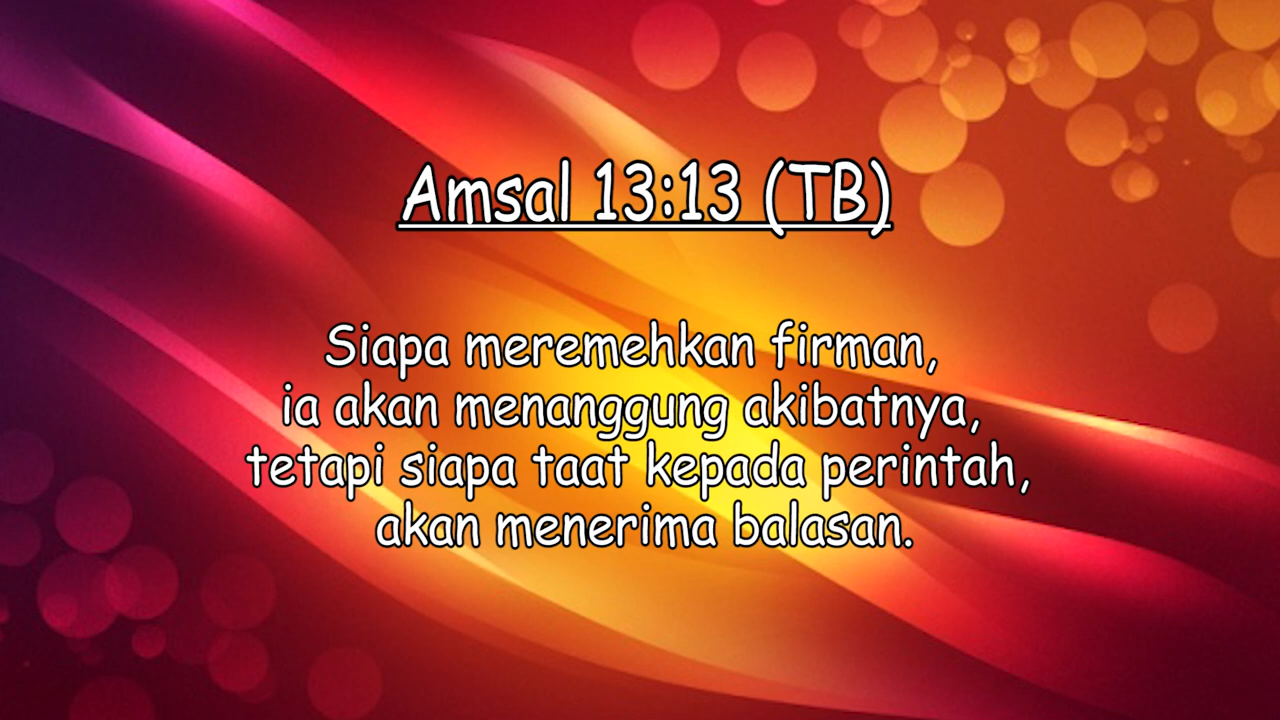 Amsal 13:13 (TB)
Siapa meremehkan firman,
ia akan menanggung akibatnya,
tetapi siapa taat kepada perintah,
akan menerima balasan.